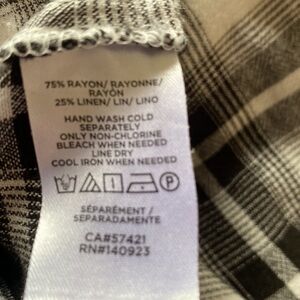 75% RAYON/ RAYONNE/
RAYÓN
25% LINEN/ LIN/ LINO
HAND WASH COLD
SEPARATELY
ONLY NON-CHLORINE
BLEACH WHEN NEEDED
LINE DRY
COOL IRON WHEN NEEDED
P
SÉPARÉMENT /
SEPARADAMENTE
CA#57421
RN#140923